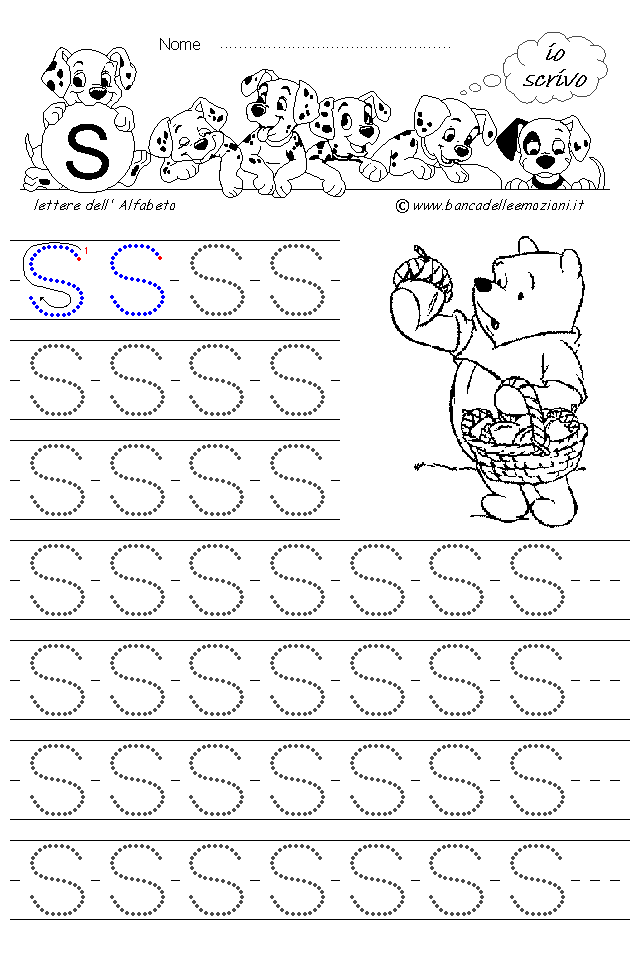 Nome ................................................
io
scrivo
S
lettere dell' Alfabeto
© www.bancadelleemozioni.it
S 1 S S S
S S S S
S S S S
S S S S S S S
S S S S S S S
S S S S S S S
S S S S S S S